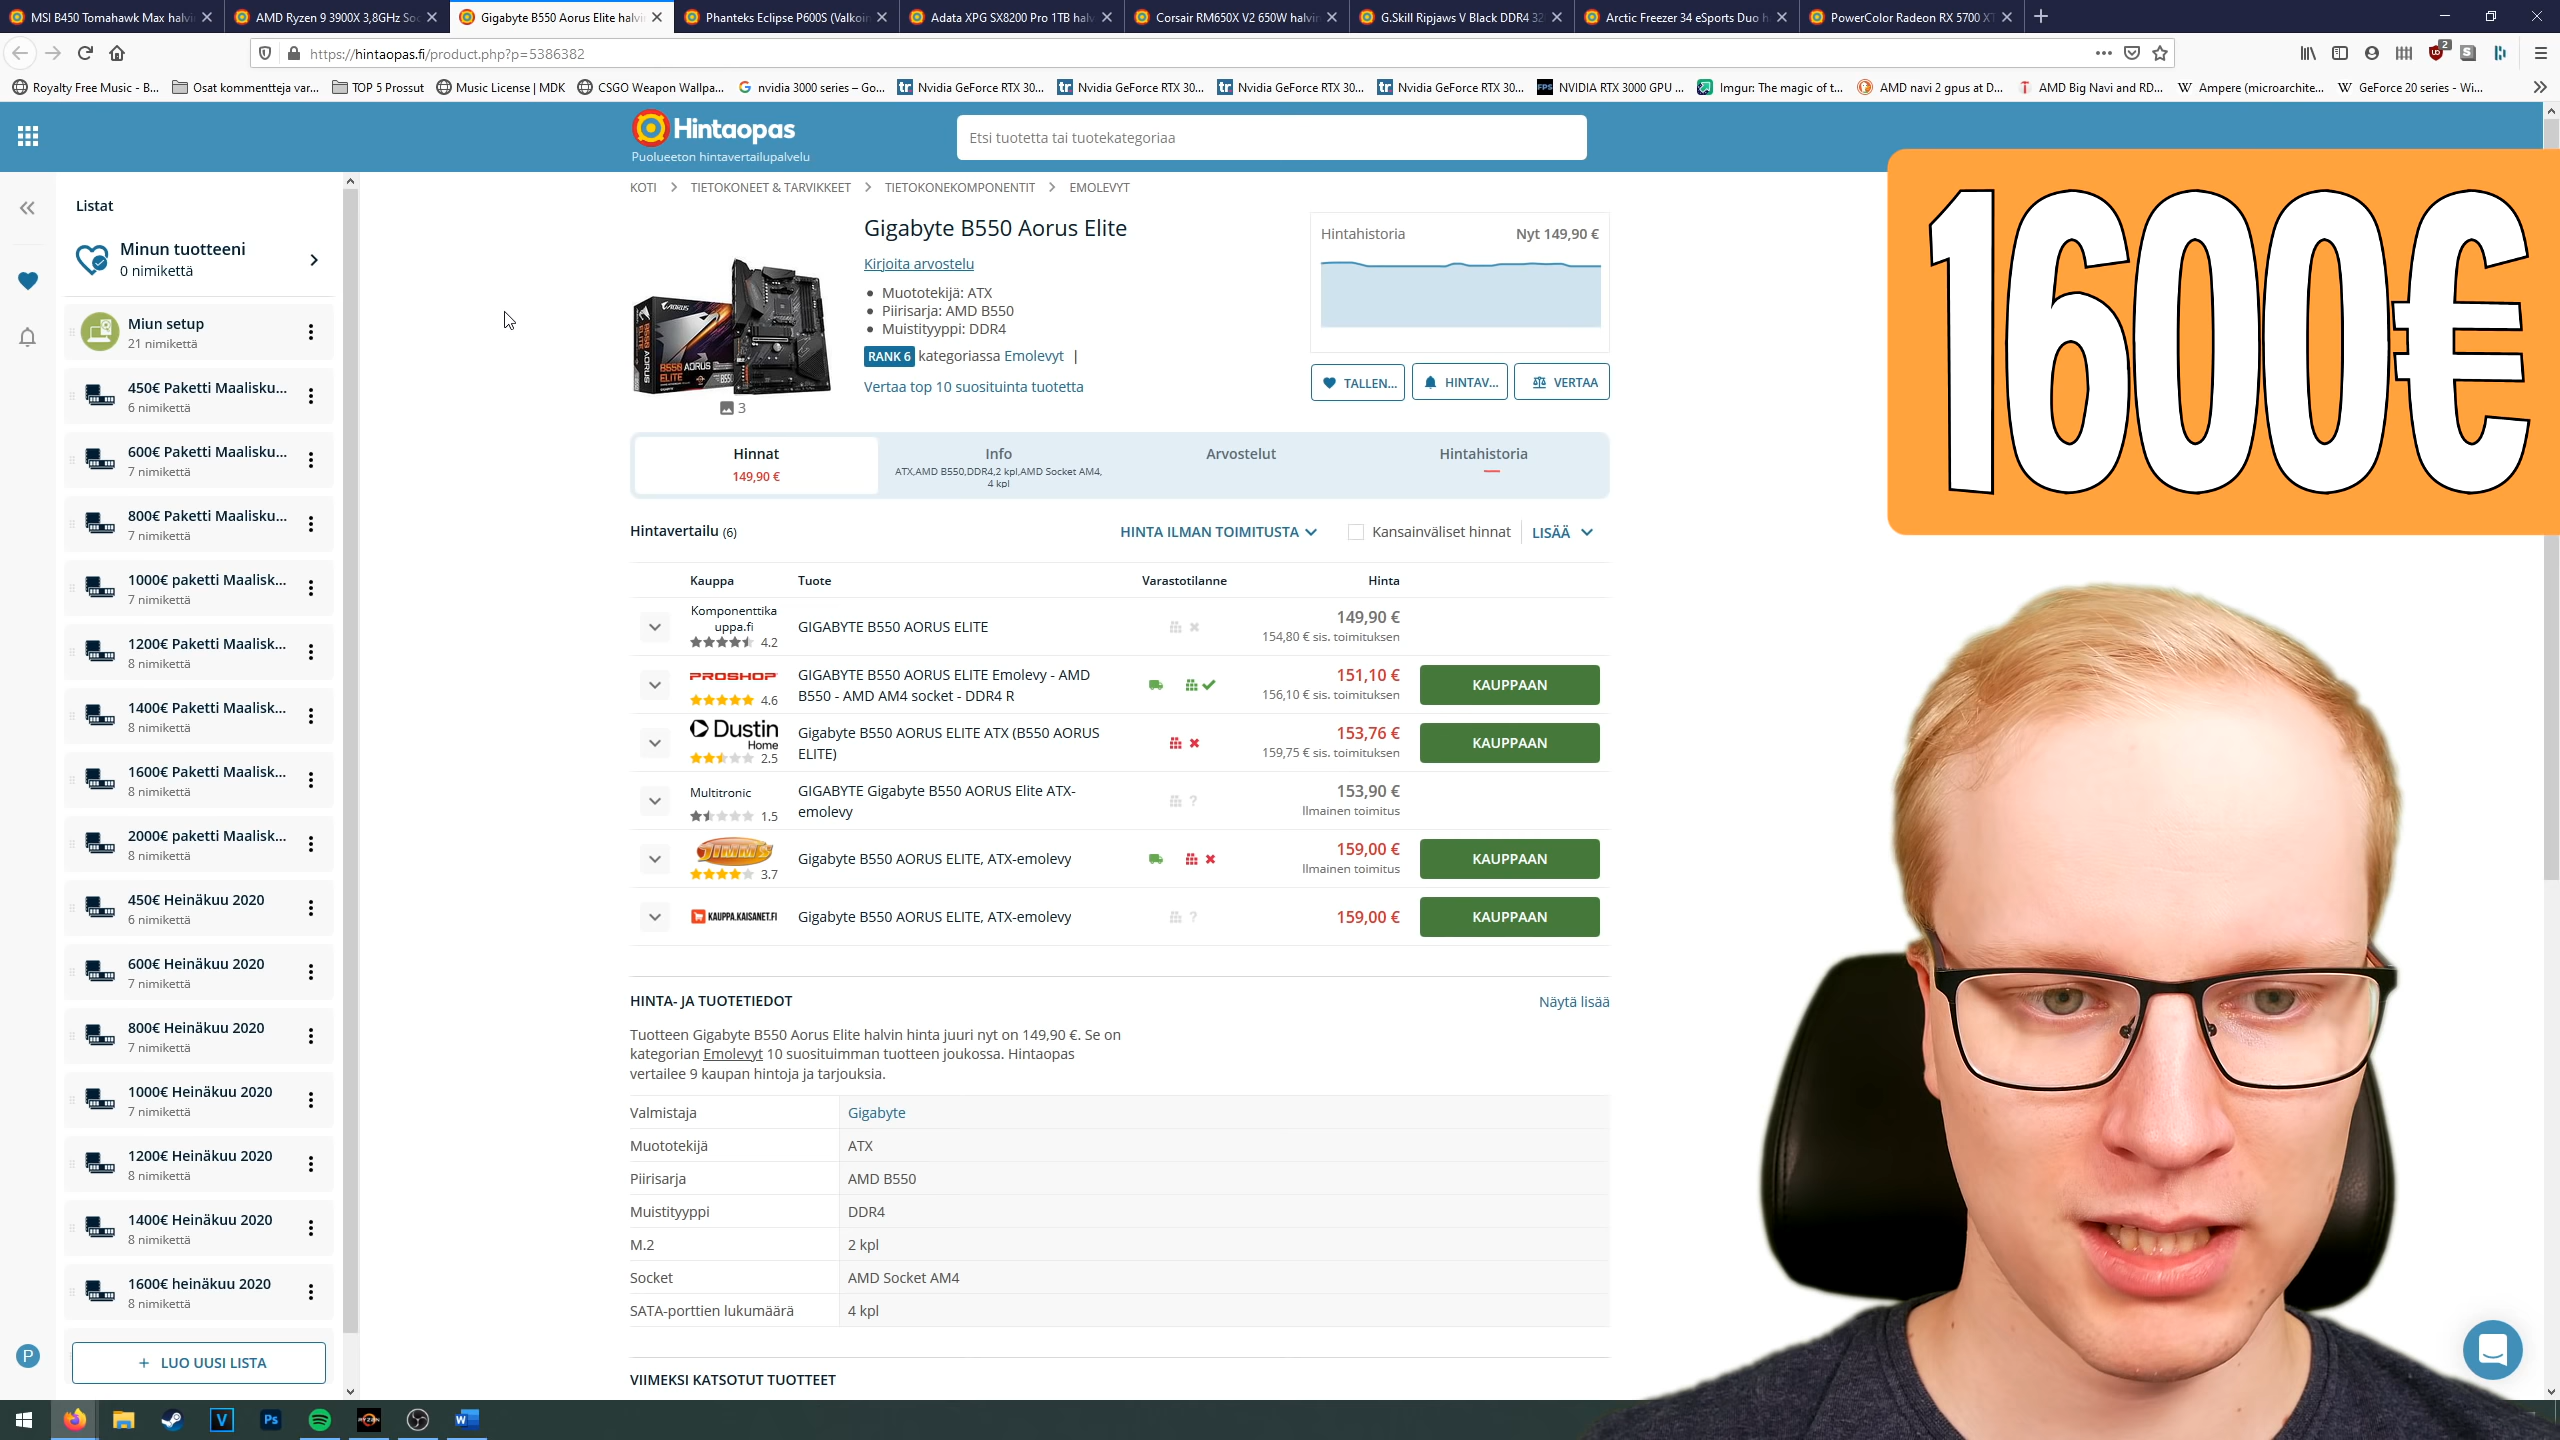 MSI B450 Tomahawk Max halvi
AMD Ryzen 9 3900X 3,8GHz Soc
Gigabyte B550 Aorus Elite halvi
Phanteks Eclipse P600S (Valkoin
Adata XPG SX8200 Pro 1TB halv
Corsair RM650X V2 650W halvin
G.Skill Ripjaws V Black DDR4 32
Arctic Freezer 34 eSports Duo h
PowerColor Radeon RX 5700 XT
https://hintaopas.fi/product.php?p=5386382
2
Royalty Free Music - B...
Osat kommentteja var...
TOP 5 Prossut
Music License | MDK
CSGO Weapon Wallpa...
nvidia 3000 series – Go...
Nvidia GeForce RTX 30...
Nvidia GeForce RTX 30...
Nvidia GeForce RTX 30...
Nvidia GeForce RTX 30...
NVIDIA RTX 3000 GPU ...
Imgur: The magic of t...
AMD navi 2 gpus at D...
AMD Big Navi and RD...
Ampere (microarchite...
GeForce 20 series - Wi...
Hintaopas
Puolueeton hintavertailupalvelu
Etsi tuotetta tai tuotekategoriaa
1600€
Listat
Minun tuotteeni
0 nimikettä
Miun setup
21 nimikettä
450€ Paketti Maalisku...
6 nimikettä
600€ Paketti Maalisku...
7 nimikettä
800€ Paketti Maalisku...
7 nimikettä
1000€ paketti Maalisk...
7 nimikettä
1200€ Paketti Maalisk...
8 nimikettä
1400€ Paketti Maalisk...
8 nimikettä
1600€ Paketti Maalisk...
8 nimikettä
2000€ paketti Maalisk...
8 nimikettä
450€ Heinäkuu 2020
6 nimikettä
600€ Heinäkuu 2020
7 nimikettä
800€ Heinäkuu 2020
7 nimikettä
1000€ Heinäkuu 2020
7 nimikettä
1200€ Heinäkuu 2020
8 nimikettä
1400€ Heinäkuu 2020
8 nimikettä
1600€ heinäkuu 2020
8 nimikettä
P
+ LUO UUSI LISTA
KOTI > TIETOKONEET & TARVIKKEET > TIETOKONEKOMPONENTIT > EMOLEVYT
AORUS
B550 AORUS ELITE
B550 AORUS
ELITE
3
Gigabyte B550 Aorus Elite
Kirjoita arvostelu
Muototekijä: ATX
Piirisarja: AMD B550
Muistityyppi: DDR4
RANK 6 kategoriassa Emolevyt |
Vertaa top 10 suosituinta tuotetta
Hintahistoria Nyt 149,90 €
TALLEN... HINTAV... VERTAA
Hinnat
149,90 €
Info
ATX,AMD B550,DDR4,2 kpl,AMD Socket AM4,
4 kpl
Arvostelut
Hintahistoria
Hintavertailu (6)
HINTA ILMAN TOIMITUSTA
Kansainväliset hinnat
LISÄÄ
Kauppa Tuote Varastotilanne Hinta
Komponenttika
uppa.fi
4.2
GIGABYTE B550 AORUS ELITE
149,90 €
154,80 € sis. toimituksen
PROSHOP
4.6
GIGABYTE B550 AORUS ELITE Emolevy - AMD
B550 - AMD AM4 socket - DDR4 R
151,10 €
156,10 € sis. toimituksen
KAUPPAAN
Dustin
Home
2.5
Gigabyte B550 AORUS ELITE ATX (B550 AORUS
ELITE)
153,76 €
159,75 € sis. toimituksen
KAUPPAAN
Multitronic
1.5
GIGABYTE Gigabyte B550 AORUS Elite ATX-
emolevy
?
153,90 €
Ilmainen toimitus
JIMM'S
3.7
Gigabyte B550 AORUS ELITE, ATX-emolevy
159,00 €
Ilmainen toimitus
KAUPPAAN
KAUPPA.KAISANET.FI
Gigabyte B550 AORUS ELITE, ATX-emolevy
?
159,00 €
KAUPPAAN
HINTA- JA TUOTETIEDOT
Näytä lisää
Tuotteen Gigabyte B550 Aorus Elite halvin hinta juuri nyt on 149,90 €. Se on
kategorian Emolevyt 10 suosituimman tuotteen joukossa. Hintaopas
vertailee 9 kaupan hintoja ja tarjouksia.
Valmistaja Gigabyte
Muototekijä ATX
Piirisarja AMD B550
Muistityyppi DDR4
M.2 2 kpl
Socket AMD Socket AM4
SATA-porttien lukumäärä 4 kpl
VIIMEKSI KATSOTUT TUOTTEET
V
Ps
RYZEN
W